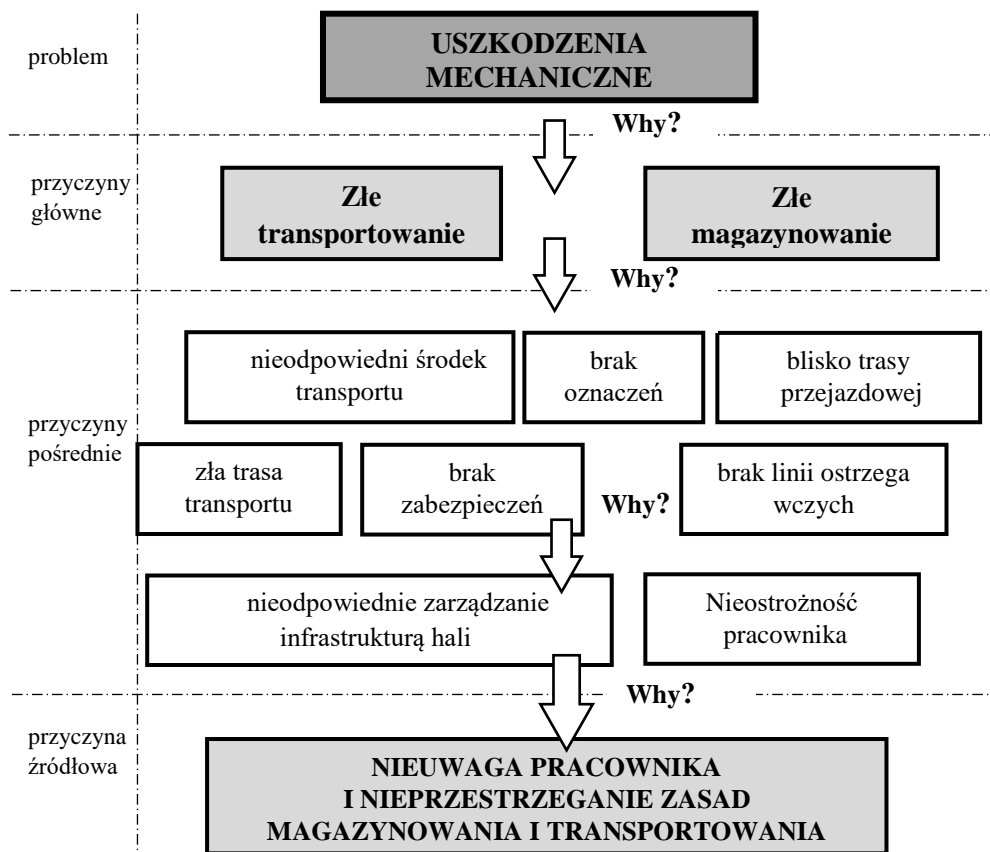 problem
USZKODZENIA
MECHANICZNE
Why?
przyczyny
główne
Złe
transportowanie
Złe
magazynowanie
Why?
przyczyny
pośrednie
nieodpowiedni środek
transportu
brak
oznaczeń
blisko trasy
przejazdowej
zła trasa
transportu
brak
zabezpieczeń
Why?
brak linii ostrzega
wczych
nieodpowiednie zarządzanie
infrastrukturą hali
Nieostrożność
pracownika
Why?
przyczyna
źródłowa
NIEUWAGA PRACOWNIKA
I NIEPRZESTRZEGANIE ZASAD
MAGAZYNOWANIA I TRANSPORTOWANIA